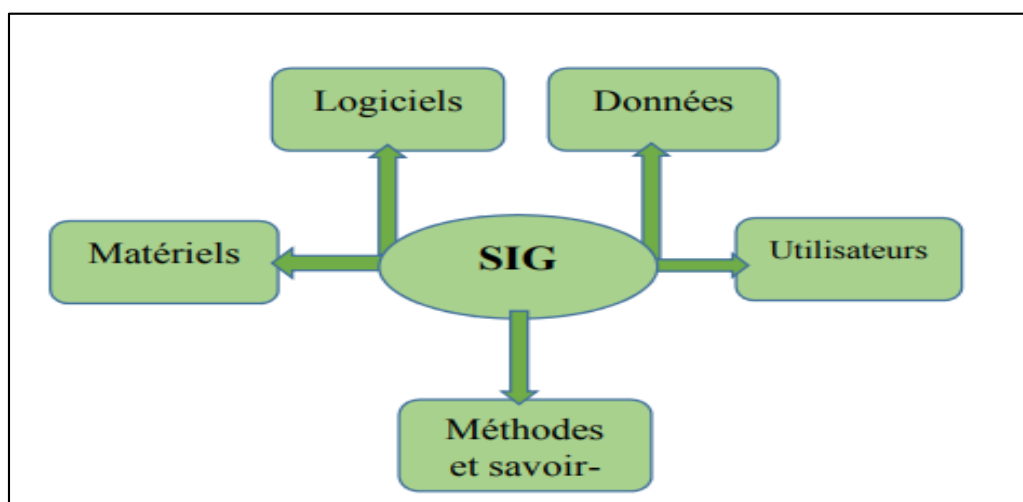 Logiciels
Données
Matériels
SIG
Utilisateurs
Méthodes
et savoir-